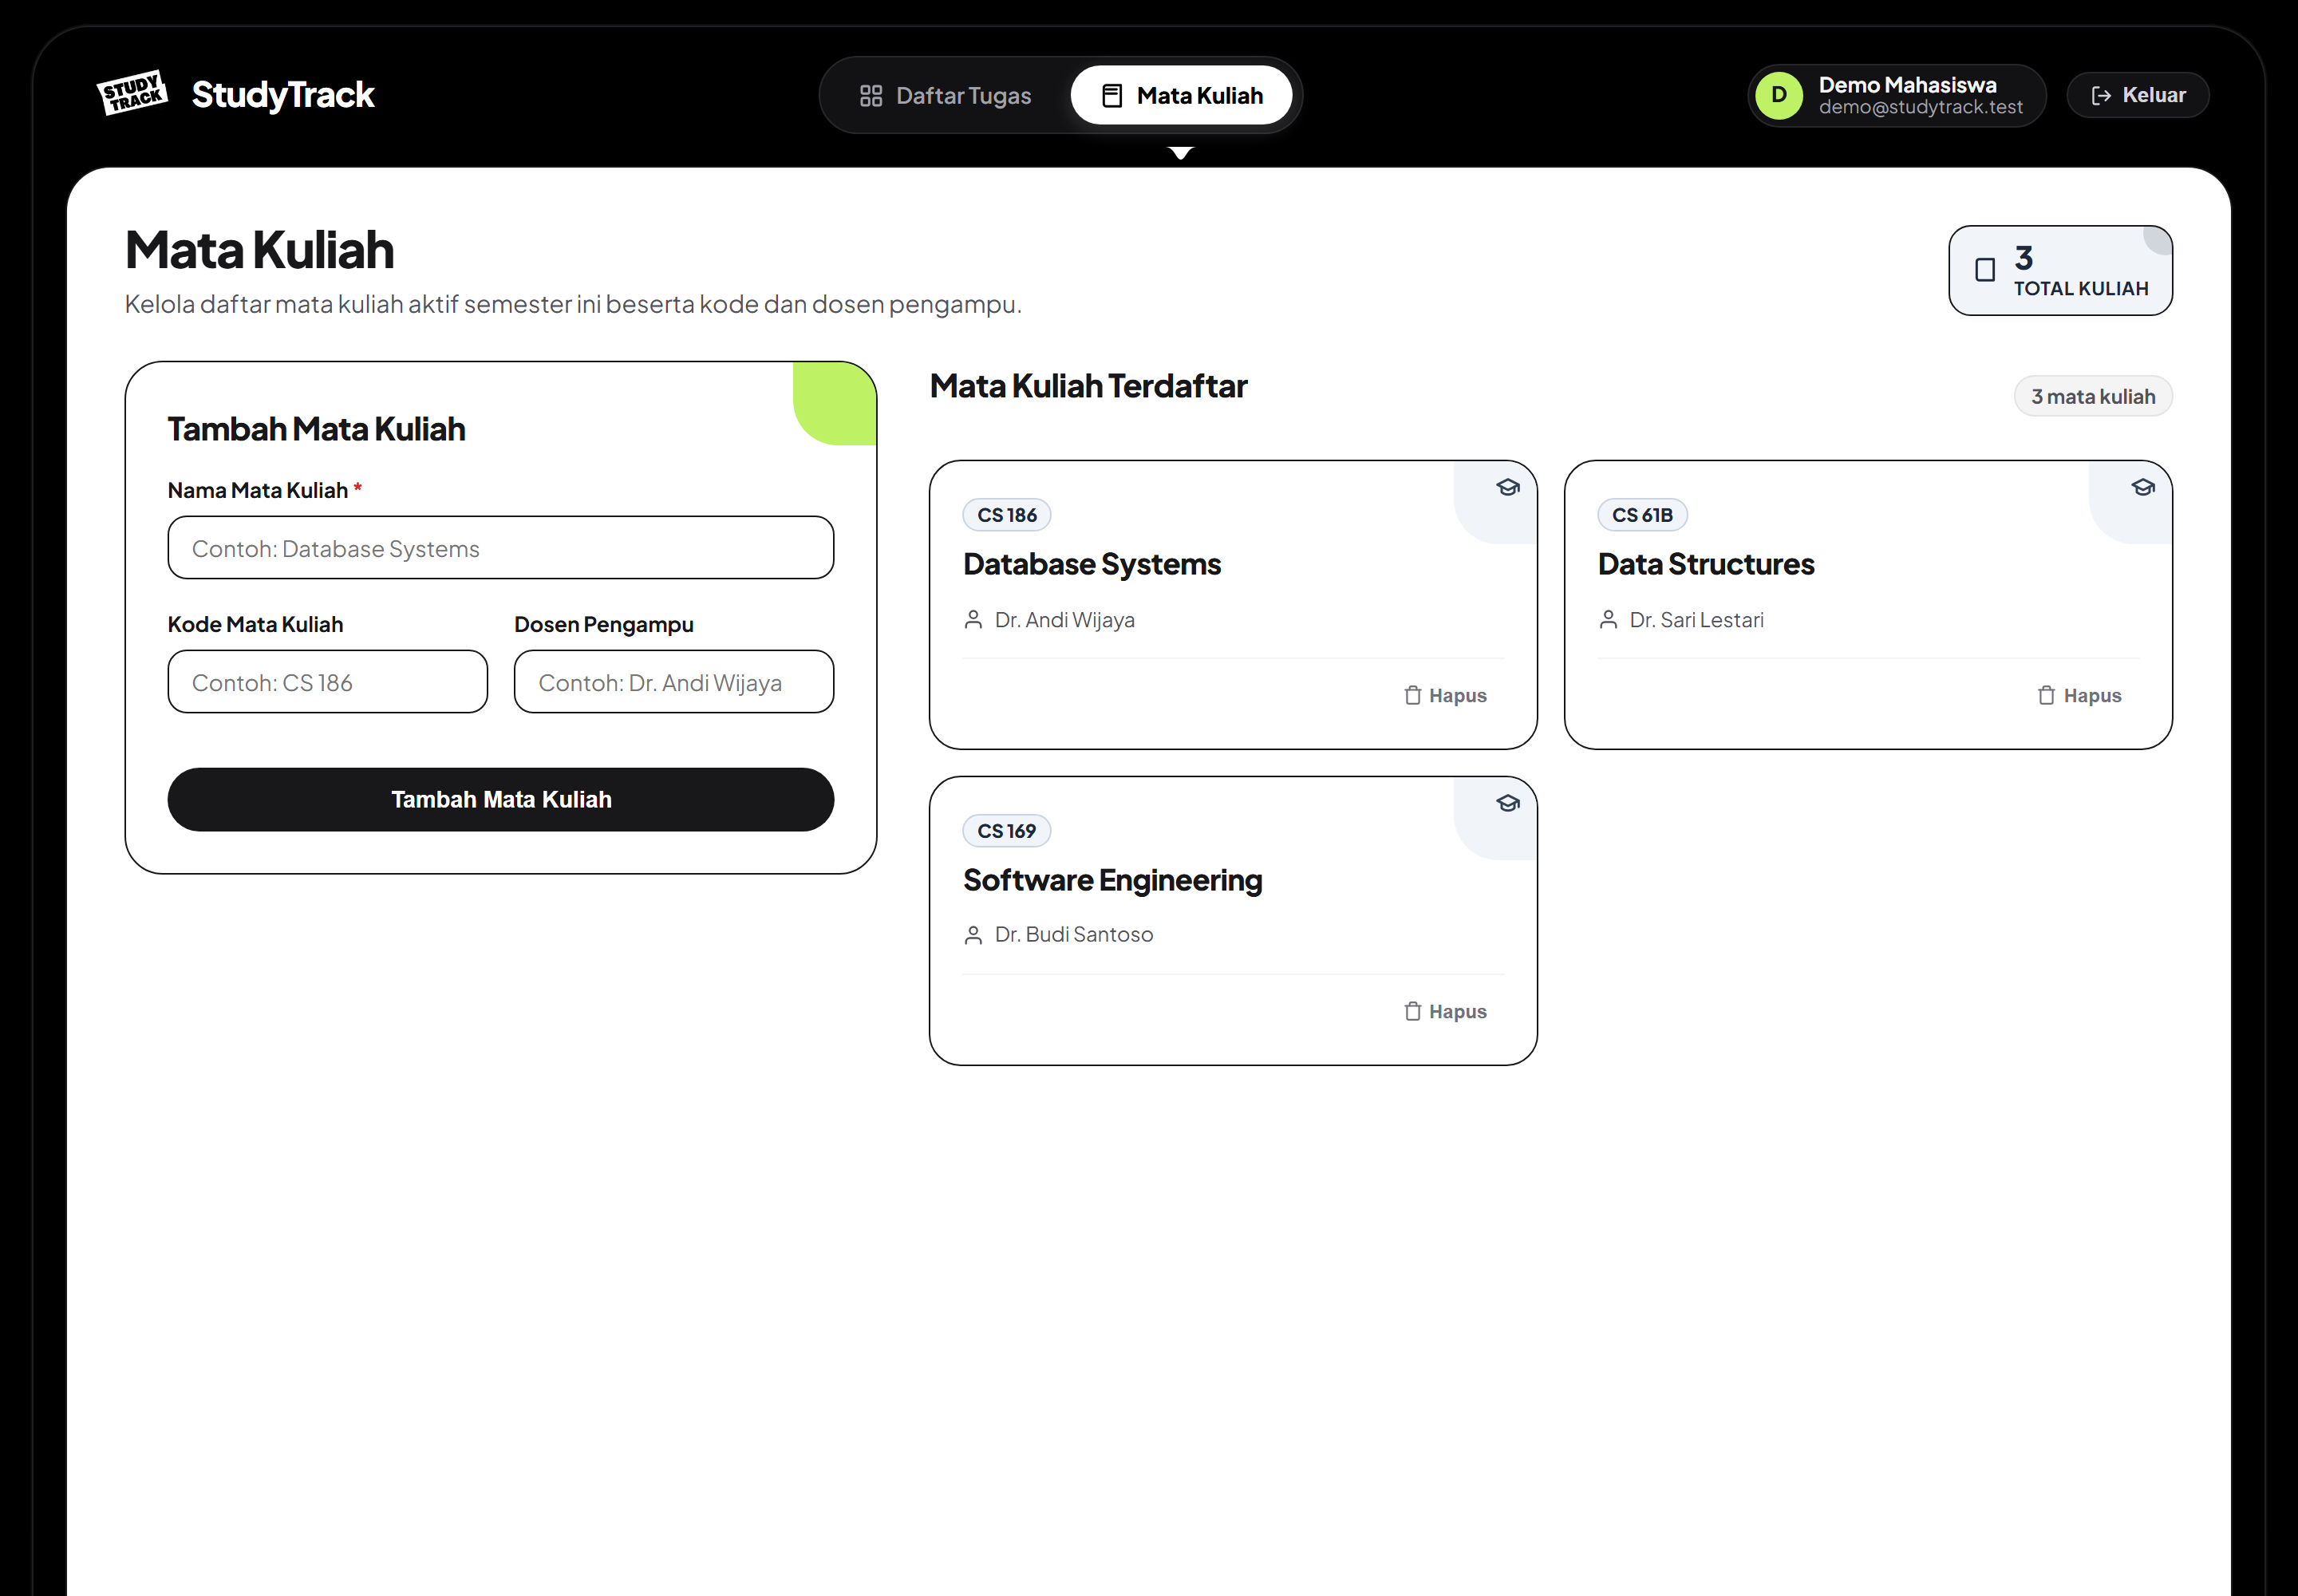 STUDY
TRACK
StudyTrack
Daftar Tugas
Mata Kuliah
D
Demo Mahasiswa
demo@studytrack.test
Keluar
Mata Kuliah
Kelola daftar mata kuliah aktif semester ini beserta kode dan dosen pengampu.
3
TOTAL KULIAH
Tambah Mata Kuliah
Nama Mata Kuliah *
Contoh: Database Systems
Kode Mata Kuliah
Dosen Pengampu
Contoh: CS 186
Contoh: Dr. Andi Wijaya
Tambah Mata Kuliah
Mata Kuliah Terdaftar
3 mata kuliah
CS 186
Database Systems
Dr. Andi Wijaya
Hapus
CS 61B
Data Structures
Dr. Sari Lestari
Hapus
CS 169
Software Engineering
Dr. Budi Santoso
Hapus